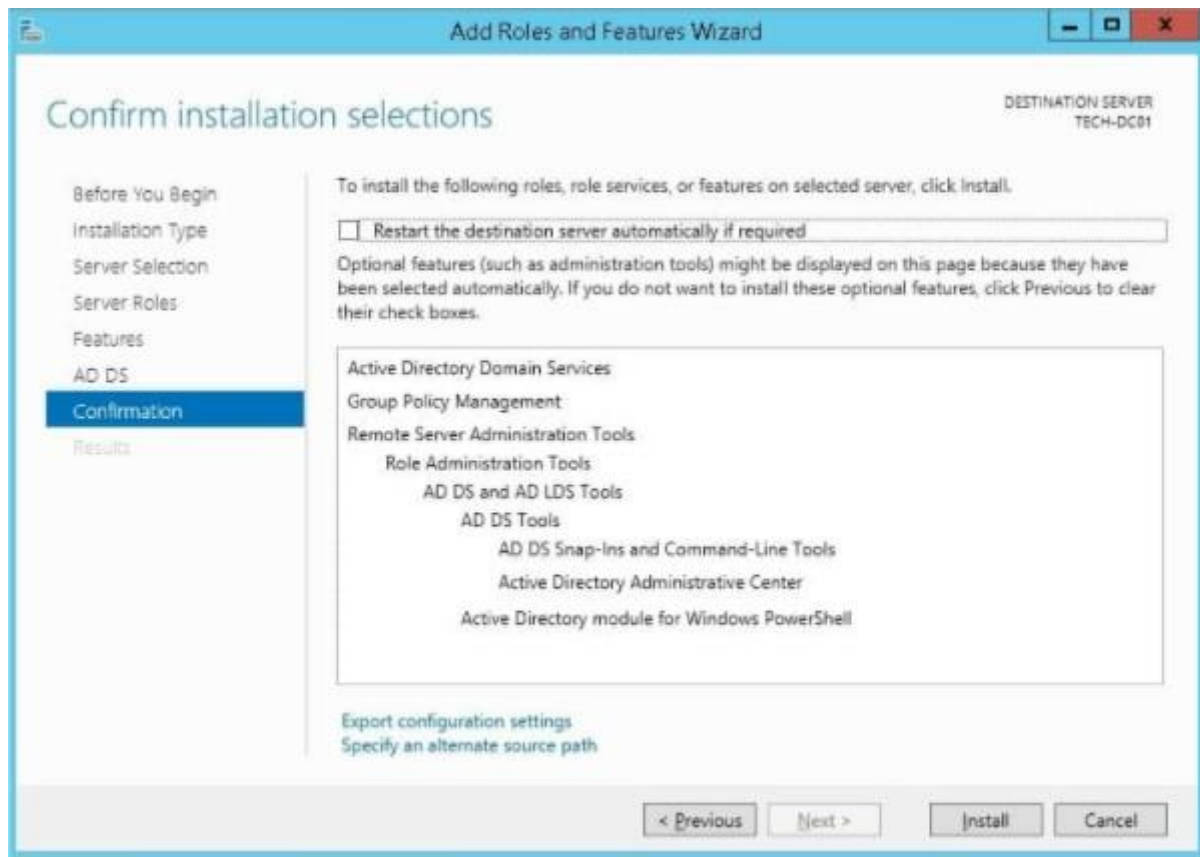 Add Roles and Features Wizard
Confirm installation selections
DESTINATION SERVER
TECH-DC01
Before You Begin
Installation Type
Server Selection
Server Roles
Features
AD DS
Confirmation
Results
To install the following roles, role services, or features on selected server, click Install.
Restart the destination server automatically if required
Optional features (such as administration tools) might be displayed on this page because they have
been selected automatically. If you do not want to install these optional features, click Previous to clear
their check boxes.
Active Directory Domain Services
Group Policy Management
Remote Server Administration Tools
Role Administration Tools
AD DS and AD LDS Tools
AD DS Tools
AD DS Snap-Ins and Command-Line Tools
Active Directory Administrative Center
Active Directory module for Windows PowerShell
Export configuration settings
Specify an alternate source path
< Previous
Next >
Install
Cancel